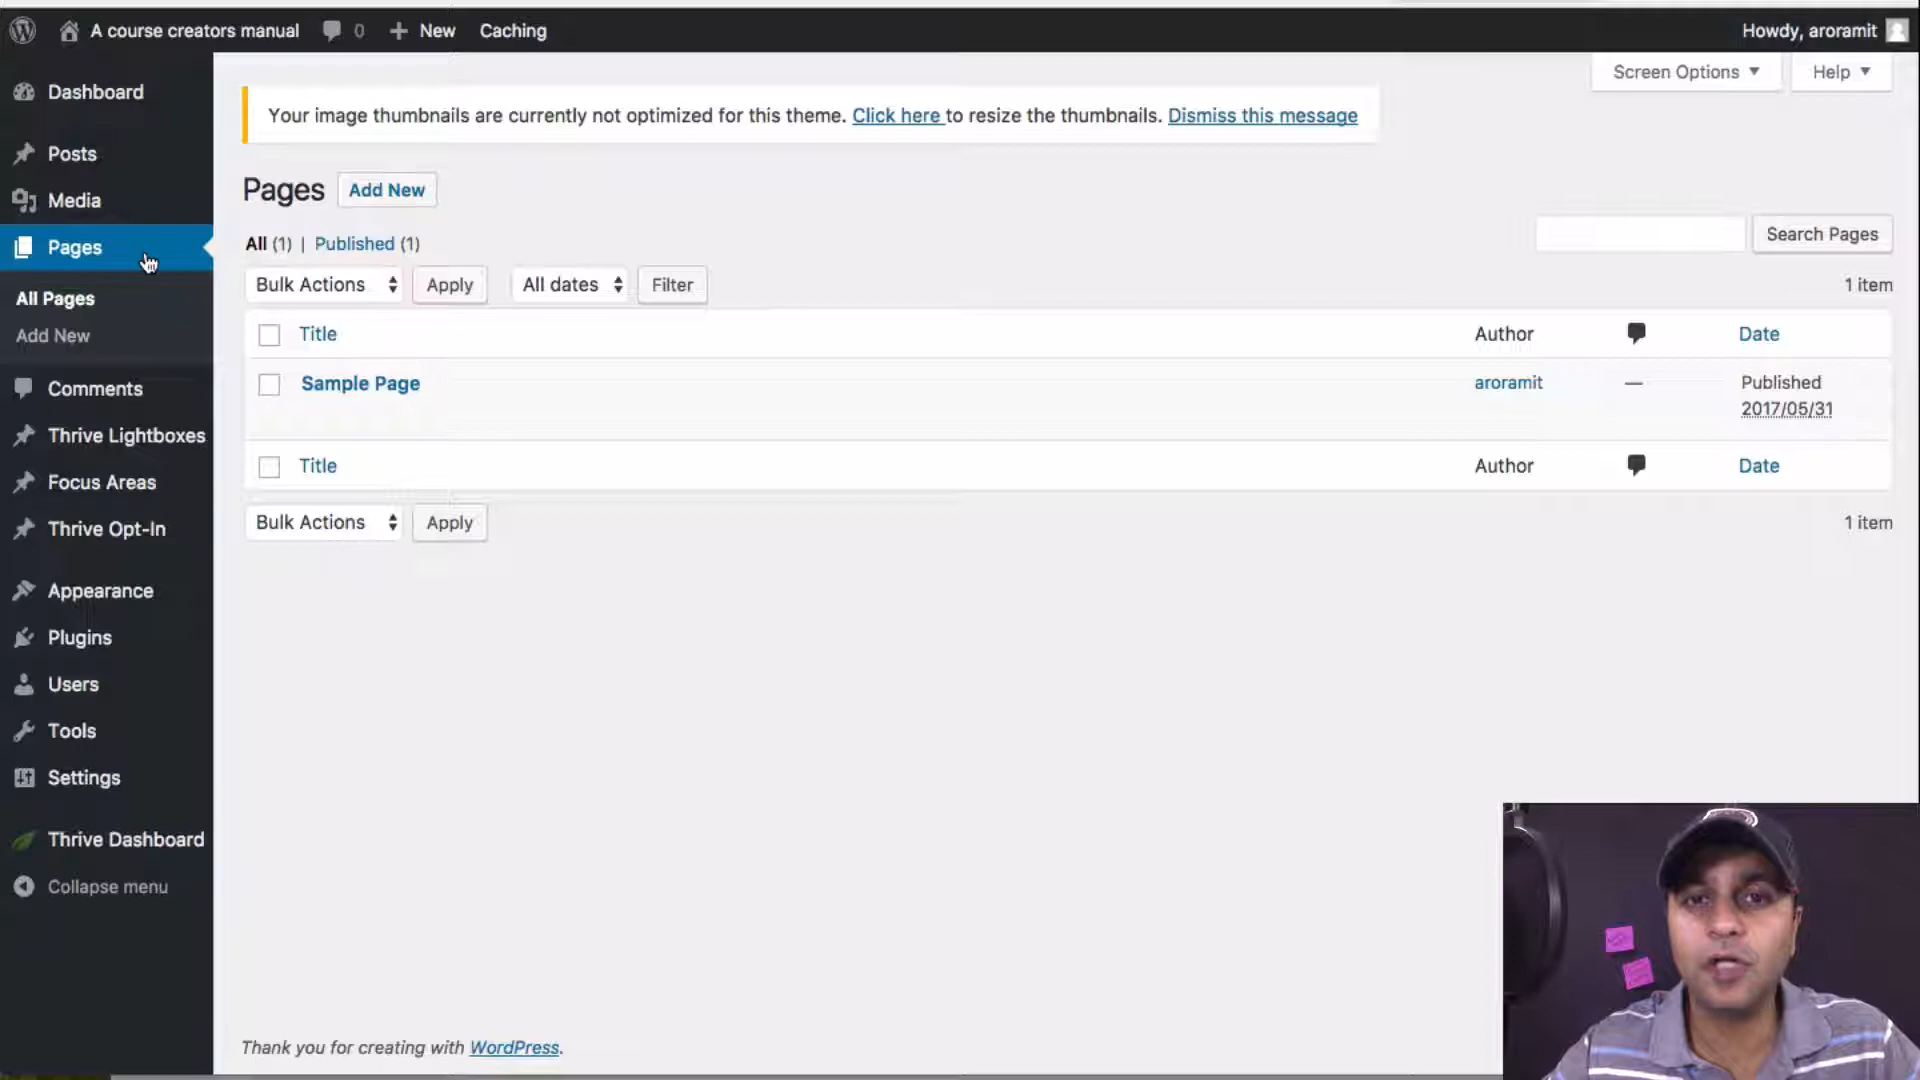 A course creators manual 0 New Caching Howdy, aroramit
Screen Options Help
Dashboard
Posts
Media
Pages
All Pages
Add New
Comments
Thrive Lightboxes
Focus Areas
Thrive Opt-In
Appearance
Plugins
Users
Tools
Settings
Thrive Dashboard
Collapse menu
Your image thumbnails are currently not optimized for this theme. Click here to resize the thumbnails. Dismiss this message
Pages Add New
All (1) | Published (1)
Search Pages
Bulk Actions Apply All dates Filter 1 item
Title Author Date
Sample Page aroramit — Published
2017/05/31
Title Author Date
Bulk Actions Apply 1 item
Thank you for creating with WordPress.